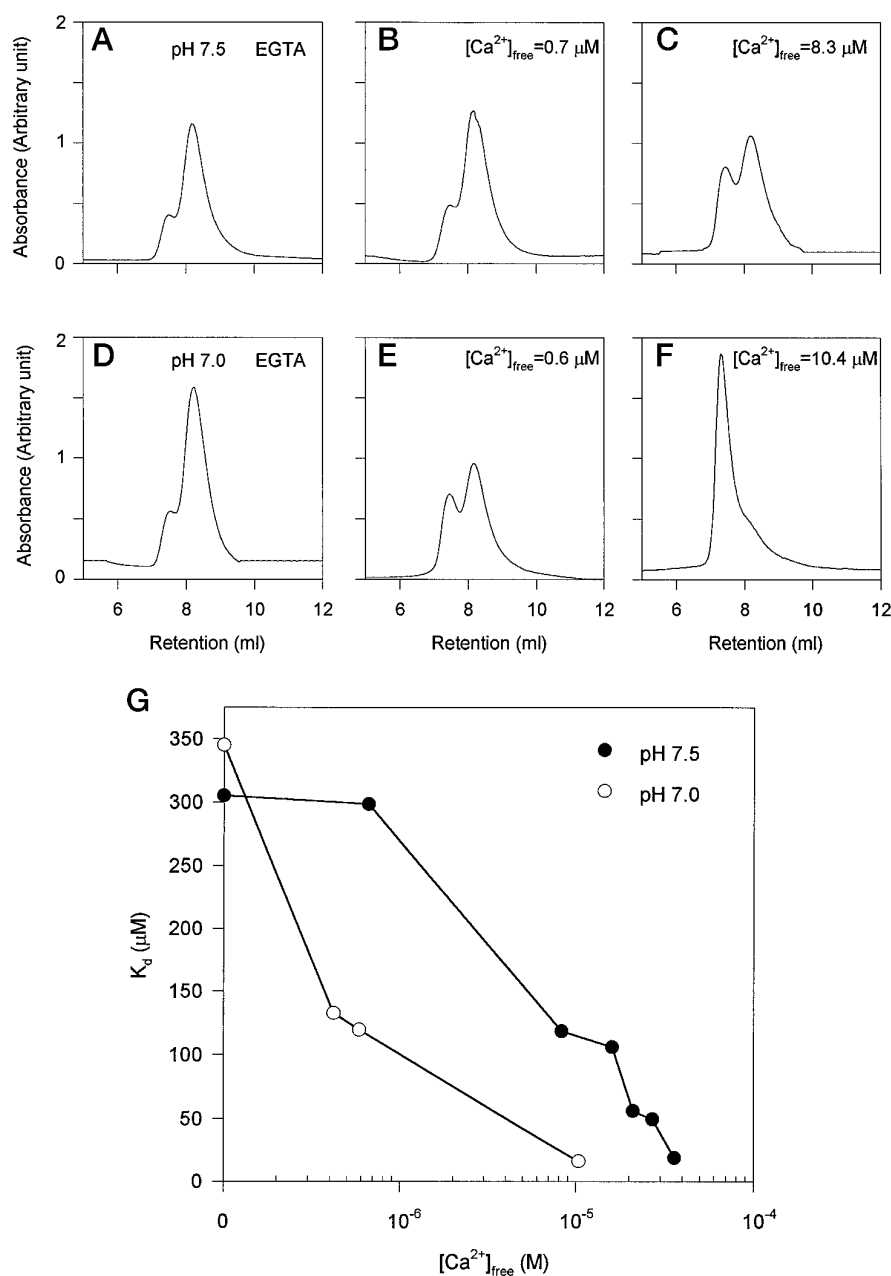 A pH 7.5 EGTA
B [Ca²⁺]free=0.7 μM
C [Ca²⁺]free=8.3 μM
Absorbance (Arbitrary unit)
2
1
0
6 8 10 12
D pH 7.0 EGTA
E [Ca²⁺]free=0.6 μM
F [Ca²⁺]free=10.4 μM
Absorbance (Arbitrary unit)
2
1
0
6 8 10 12
6 8 10 12
6 8 10 12
Retention (ml)
Retention (ml)
Retention (ml)
G
pH 7.5
pH 7.0
Kd (μM)
350
300
250
200
150
100
50
0
0 10⁻⁶ 10⁻⁵ 10⁻⁴
[Ca²⁺]free (M)